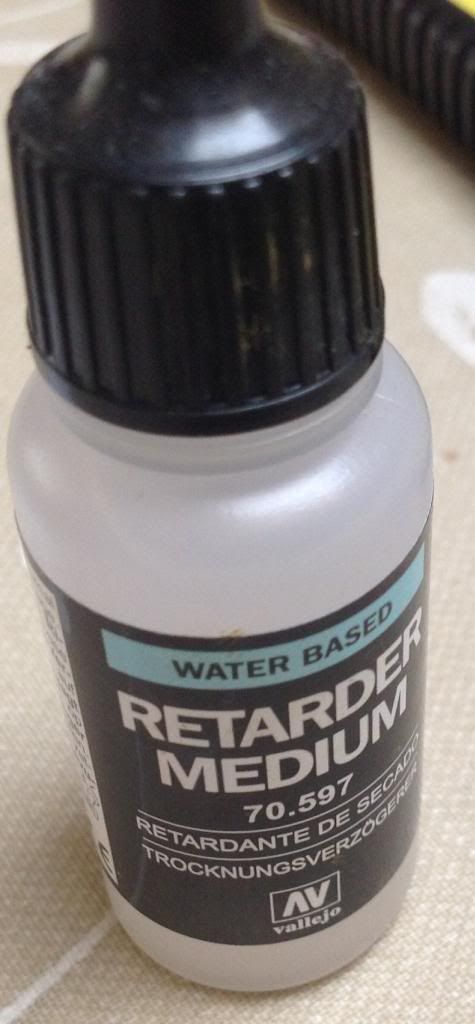 WATER BASED
RETARDER
MEDIUM
70.597
RETARDANTE DE SECADO
TROCKNUNGSVERZÖGERER
AV
vallejo